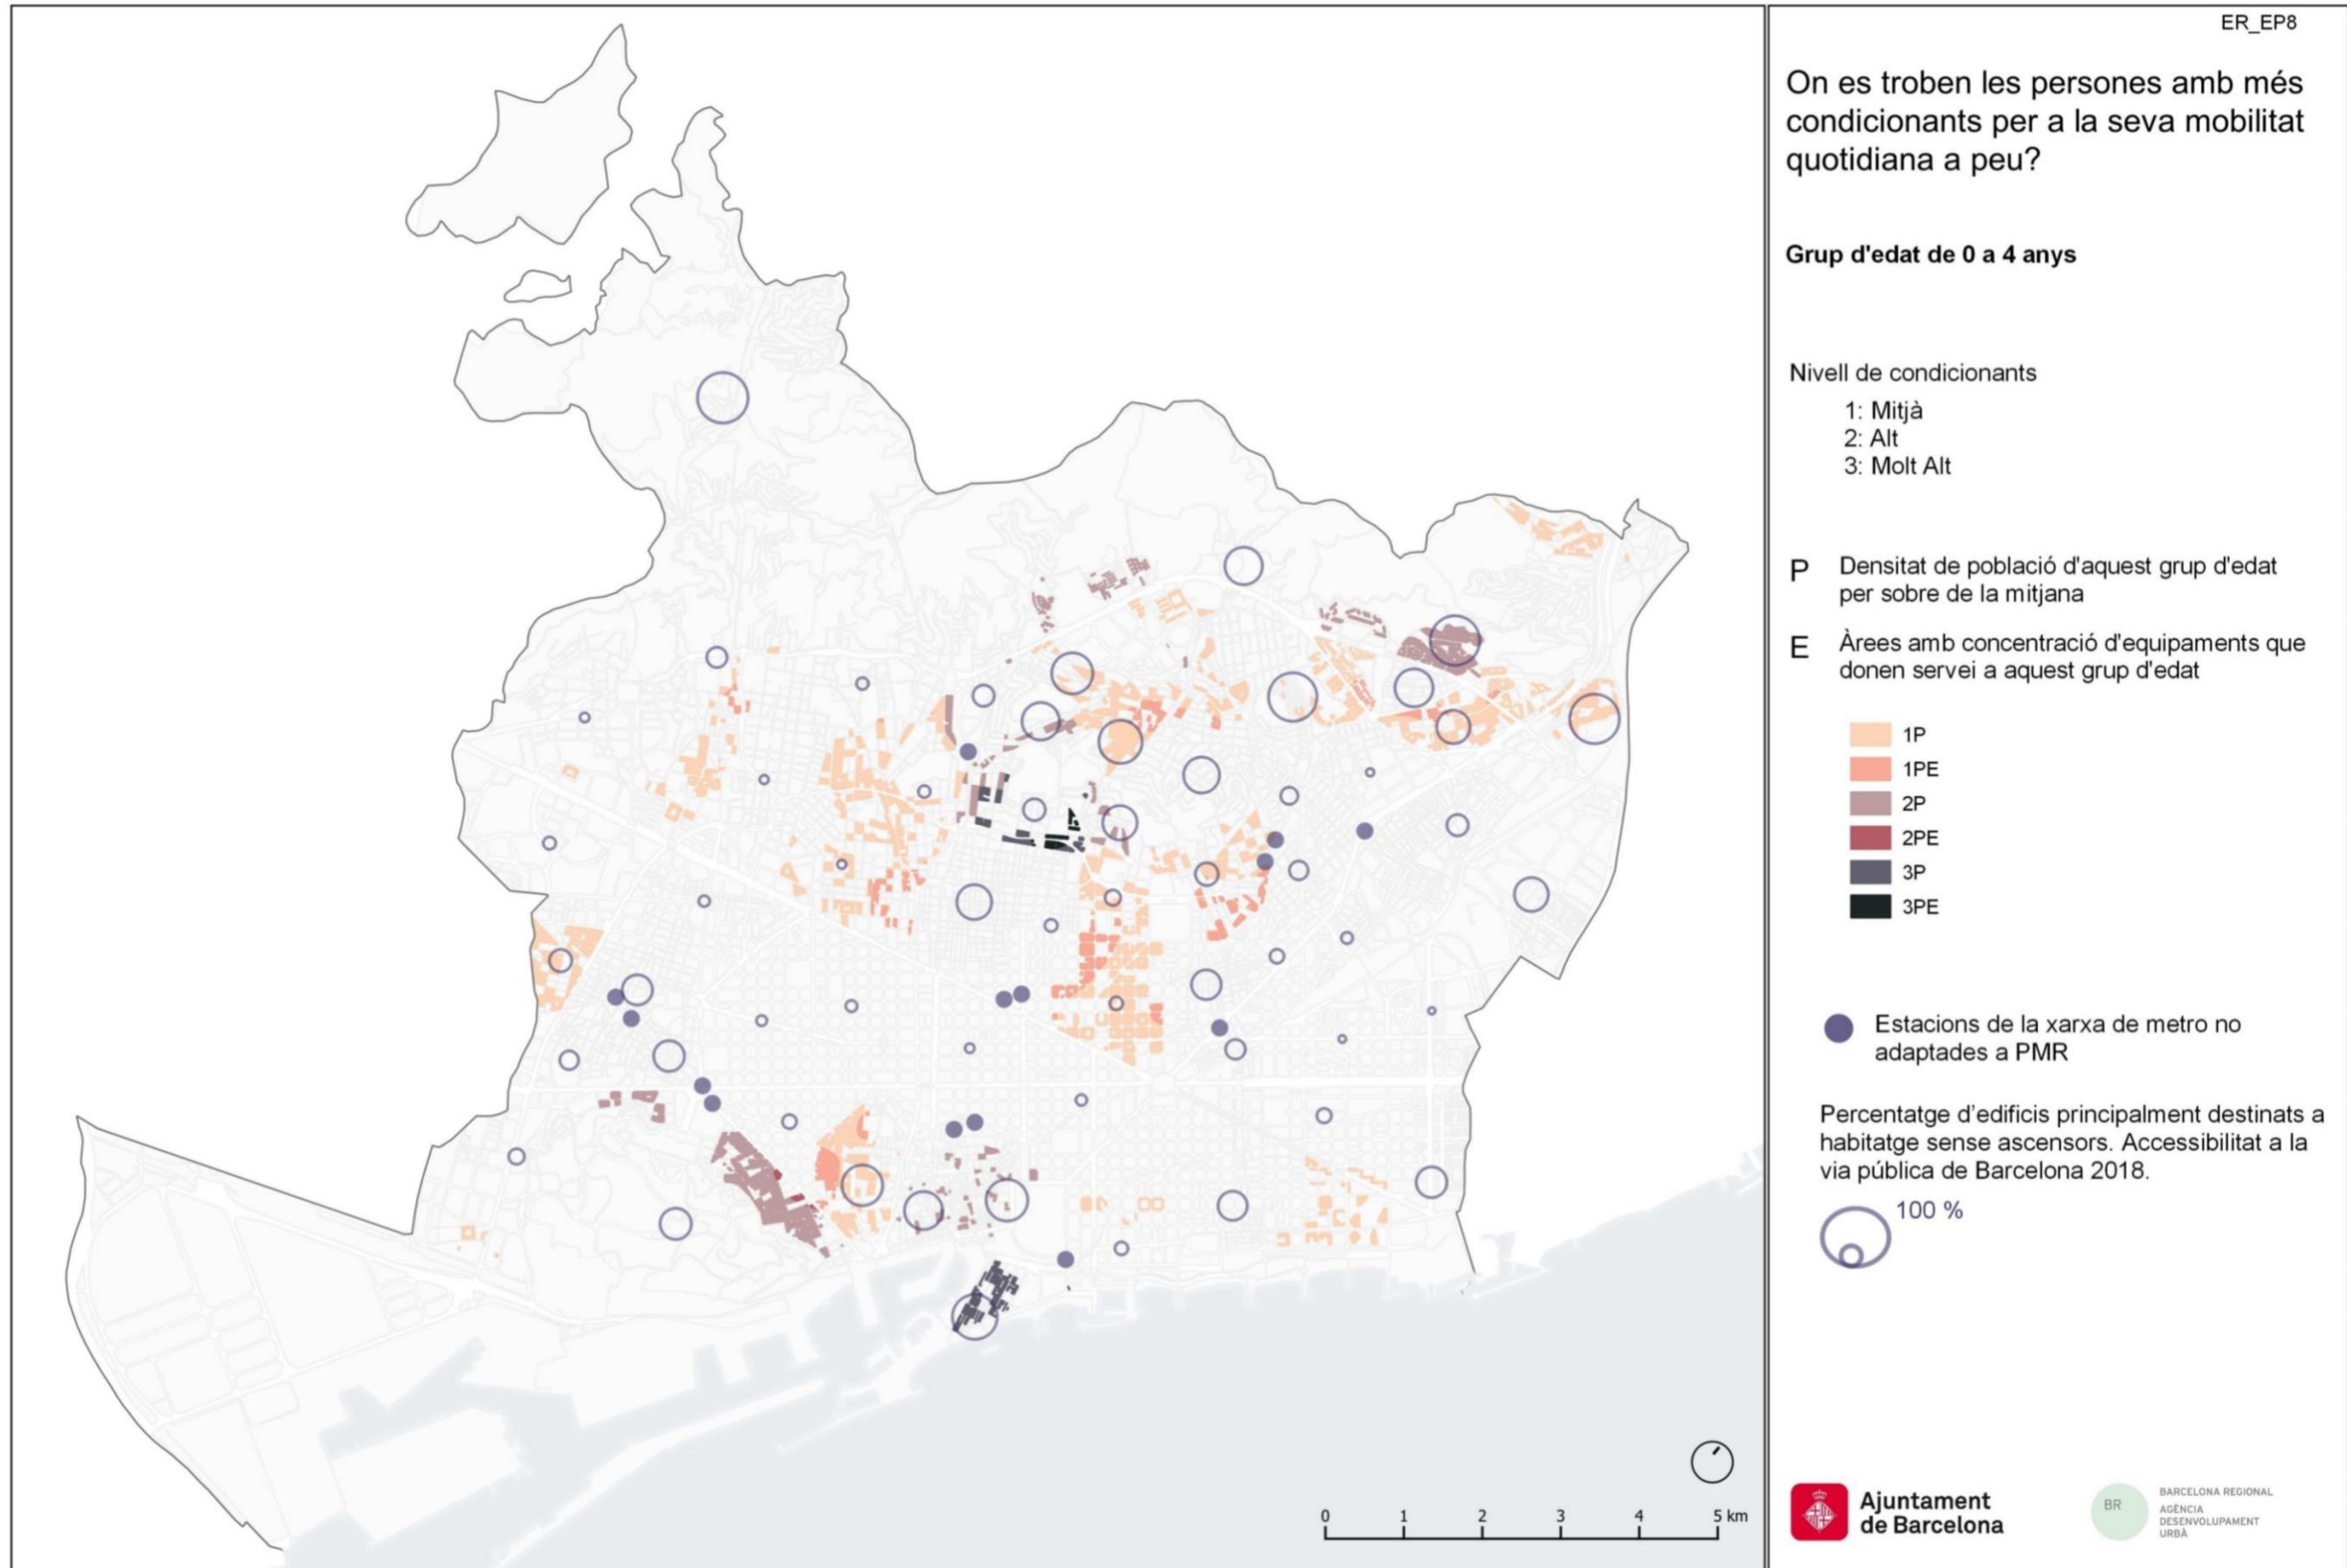 ER_EP8
On es troben les persones amb més
condicionants per a la seva mobilitat
quotidiana a peu?
Grup d'edat de 0 a 4 anys
Nivell de condicionants
1: Mitjà
2: Alt
3: Molt Alt
P Densitat de població d'aquest grup d'edat
per sobre de la mitjana
E Àrees amb concentració d'equipaments que
donen servei a aquest grup d'edat
1P
1PE
2P
2PE
3P
3PE
Estacions de la xarxa de metro no
adaptades a PMR
Percentatge d'edificis principalment destinats a
habitatge sense ascensors. Accessibilitat a la
via pública de Barcelona 2018.
100 %
0 1 2 3 4 5 km
Ajuntament
de Barcelona
BR
BARCELONA REGIONAL
AGÈNCIA
DESENVOLUPAMENT
URBÀ